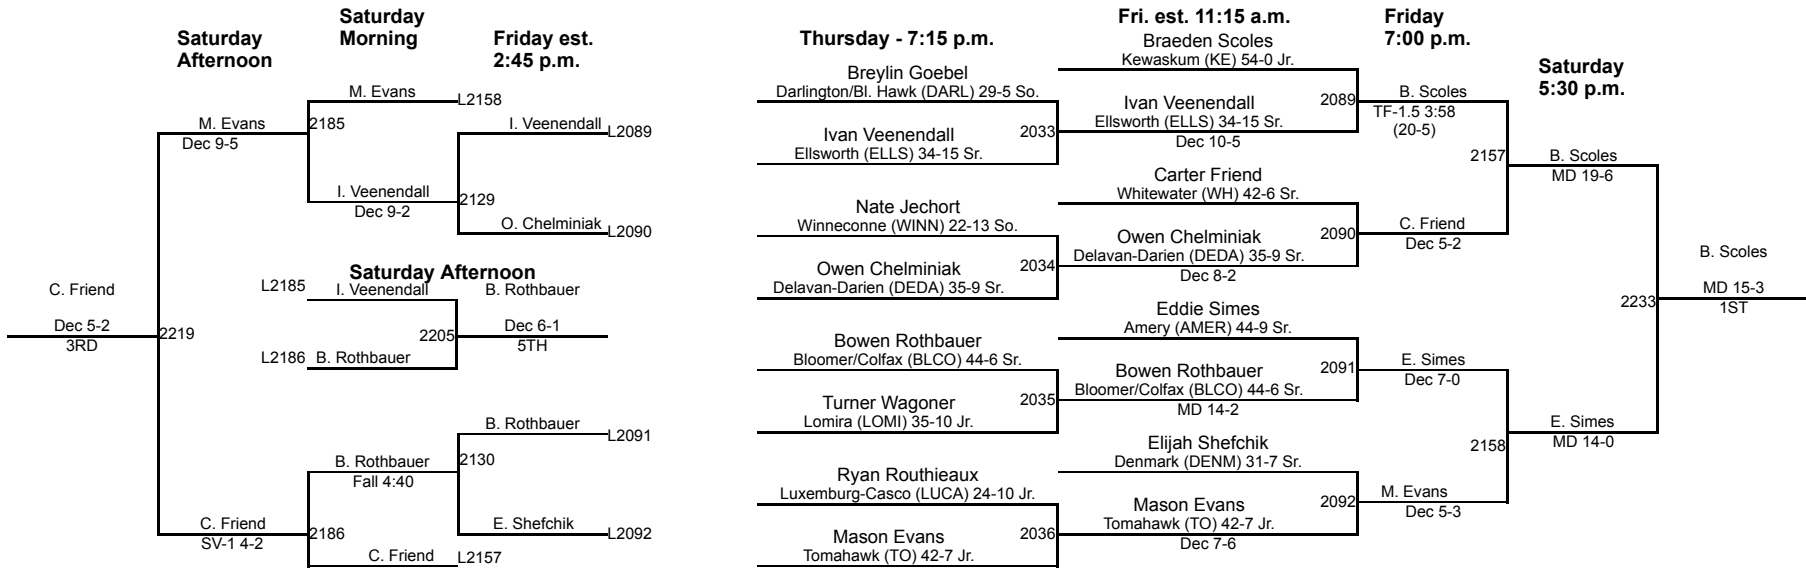 Saturday
Afternoon
Saturday
Morning
Friday est.
2:45 p.m.
M. Evans
L2158
M. Evans
Dec 9-5
2185
I. Veenendall
L2089
I. Veenendall
Dec 9-2
2129
O. Chelminiak
L2090
Saturday Afternoon
C. Friend
Dec 5-2
3RD
2219
L2185
I. Veenendall
B. Rothbauer
2205
Dec 6-1
5TH
L2186
B. Rothbauer
B. Rothbauer
L2091
B. Rothbauer
Fall 4:40
2130
C. Friend
SV-1 4-2
2186
E. Shefchik
L2092
C. Friend
L2157
Thursday - 7:15 p.m.
Breylin Goebel
Darlington/Bl. Hawk (DARL) 29-5 So.
Ivan Veenendall
Ellsworth (ELLS) 34-15 Sr.
2033
Nate Jechort
Winneconne (WINN) 22-13 So.
Owen Chelminiak
Delavan-Darien (DEDA) 35-9 Sr.
2034
Bowen Rothbauer
Bloomer/Colfax (BLCO) 44-6 Sr.
Turner Wagoner
Lomira (LOMI) 35-10 Jr.
2035
Ryan Routhieaux
Luxemburg-Casco (LUCA) 24-10 Jr.
Mason Evans
Tomahawk (TO) 42-7 Jr.
2036
Fri. est. 11:15 a.m.
Braeden Scoles
Kewaskum (KE) 54-0 Jr.
Ivan Veenendall
Ellsworth (ELLS) 34-15 Sr.
Dec 10-5
2089
Carter Friend
Whitewater (WH) 42-6 Sr.
Owen Chelminiak
Delavan-Darien (DEDA) 35-9 Sr.
Dec 8-2
2090
Eddie Simes
Amery (AMER) 44-9 Sr.
Bowen Rothbauer
Bloomer/Colfax (BLCO) 44-6 Sr.
MD 14-2
2091
Elijah Shefchik
Denmark (DENM) 31-7 Sr.
Mason Evans
Tomahawk (TO) 42-7 Jr.
Dec 7-6
2092
Friday
7:00 p.m.
B. Scoles
TF-1.5 3:58
(20-5)
2157
C. Friend
Dec 5-2
E. Simes
Dec 7-0
2158
M. Evans
Dec 5-3
Saturday
5:30 p.m.
B. Scoles
MD 19-6
2233
E. Simes
MD 14-0
B. Scoles
MD 15-3
1ST